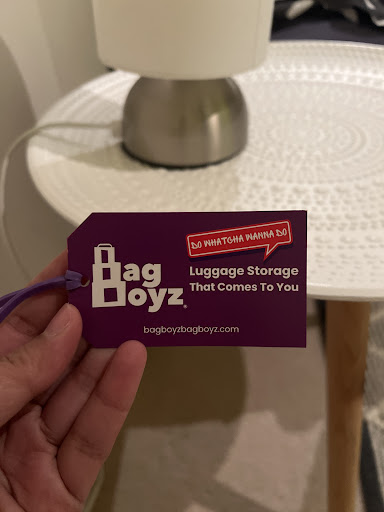 Bag
Boyz®
DO WHATCHA WANNA DO
Luggage Storage
That Comes To You
bagboyzbagboyz.com